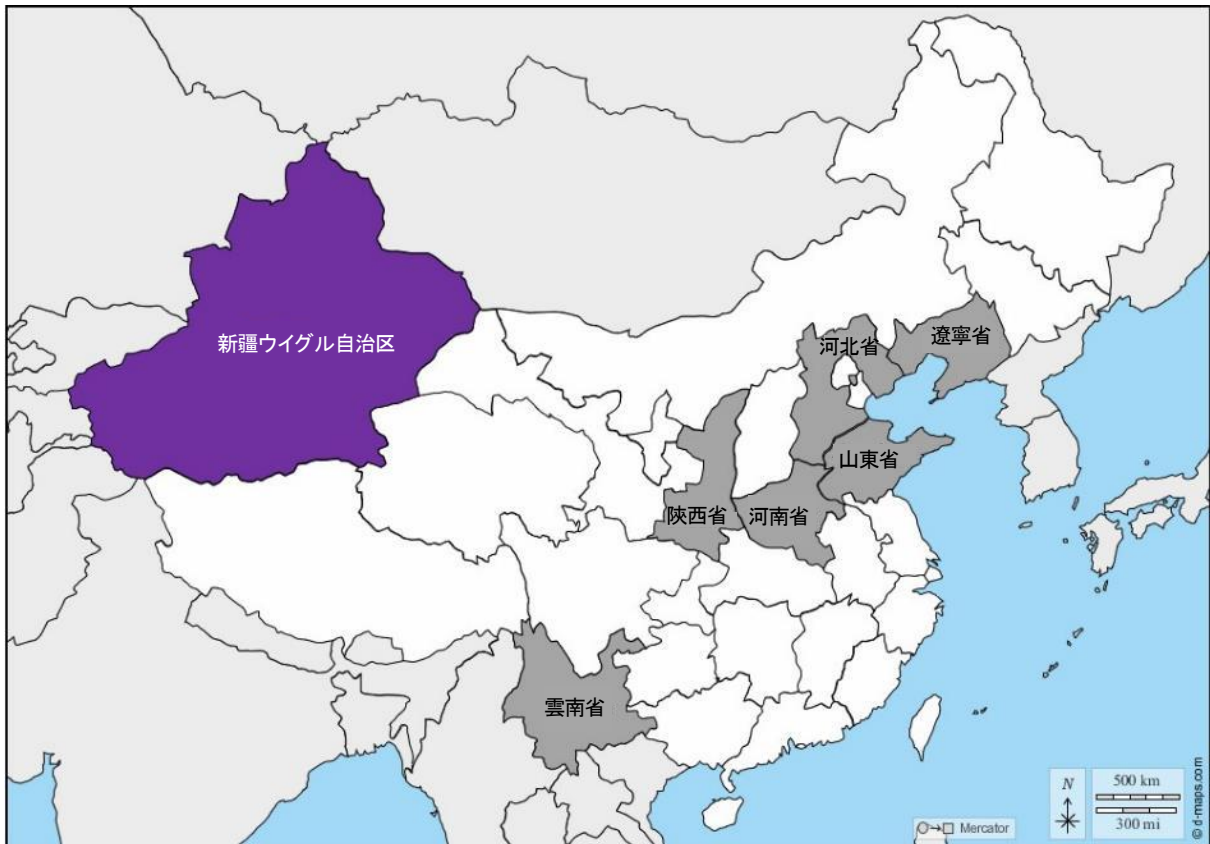 新疆ウイグル自治区
河北省
遼寧省
山東省
陝西省
河南省
雲南省
N
500 km
300 mi
Mercator
© d-maps.com